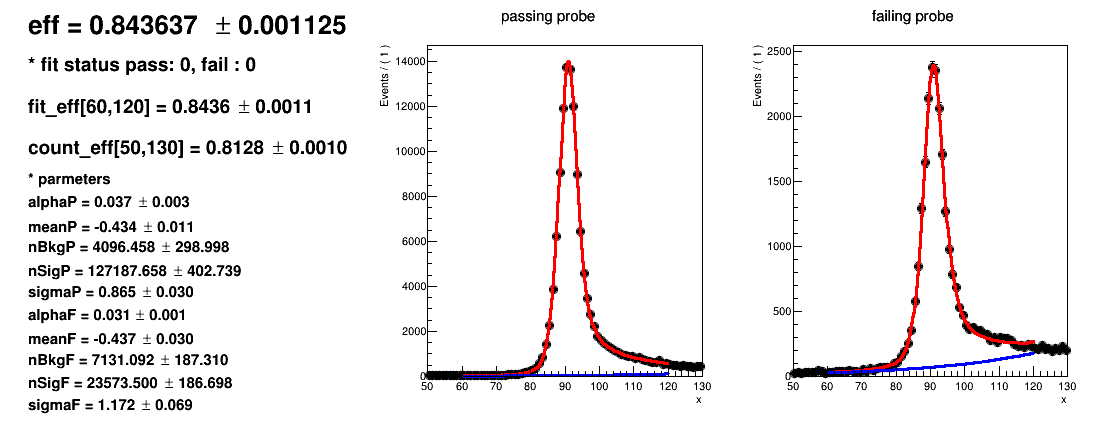 eff = 0.843637 ± 0.001125
* fit status pass: 0, fail : 0
fit_eff[60,120] = 0.8436 ± 0.0011
count_eff[50,130] = 0.8128 ± 0.0010
* parmeters
alphaP = 0.037 ± 0.003
meanP = -0.434 ± 0.011
nBkgP = 4096.458 ± 298.998
nSigP = 127187.658 ± 402.739
sigmaP = 0.865 ± 0.030
alphaF = 0.031 ± 0.001
meanF = -0.437 ± 0.030
nBkgF = 7131.092 ± 187.310
nSigF = 23573.500 ± 186.698
sigmaF = 1.172 ± 0.069
passing probe
Events / ( 1 )
14000
12000
10000
8000
6000
4000
2000
0
50 60 70 80 90 100 110 120 130
x
failing probe
Events / ( 1 )
2500
2000
1500
1000
500
0
50 60 70 80 90 100 110 120 130
x